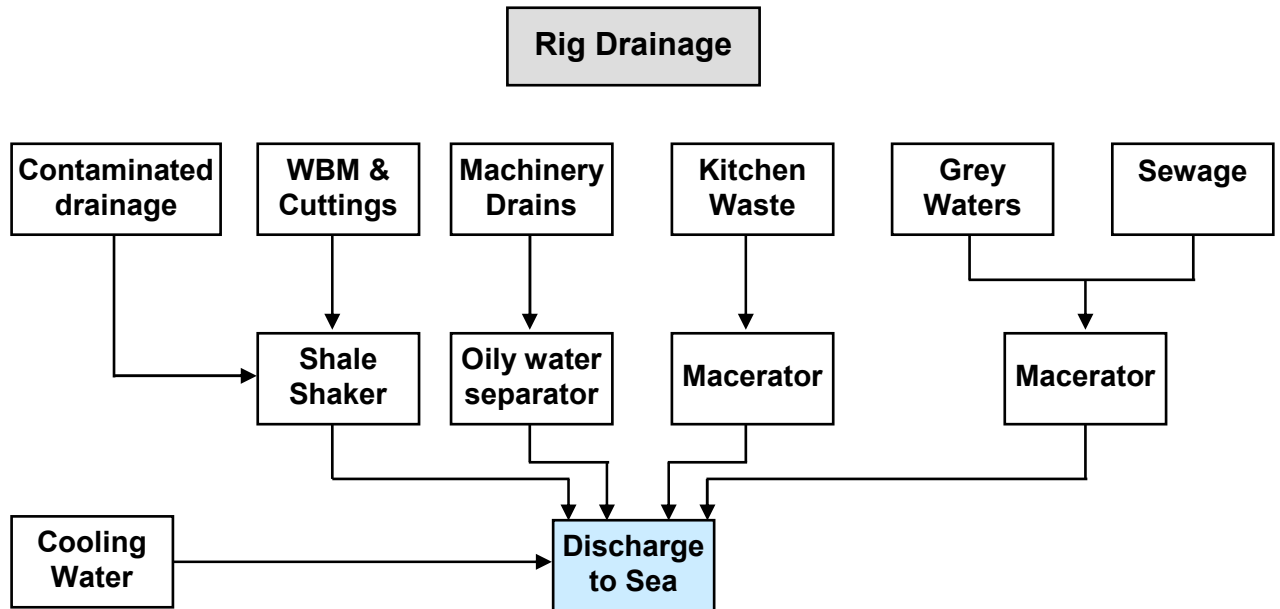 Rig Drainage
Contaminated
drainage
WBM &
Cuttings
Machinery
Drains
Kitchen
Waste
Grey
Waters
Sewage
Shale
Shaker
Oily water
separator
Macerator
Macerator
Cooling
Water
Discharge
to Sea